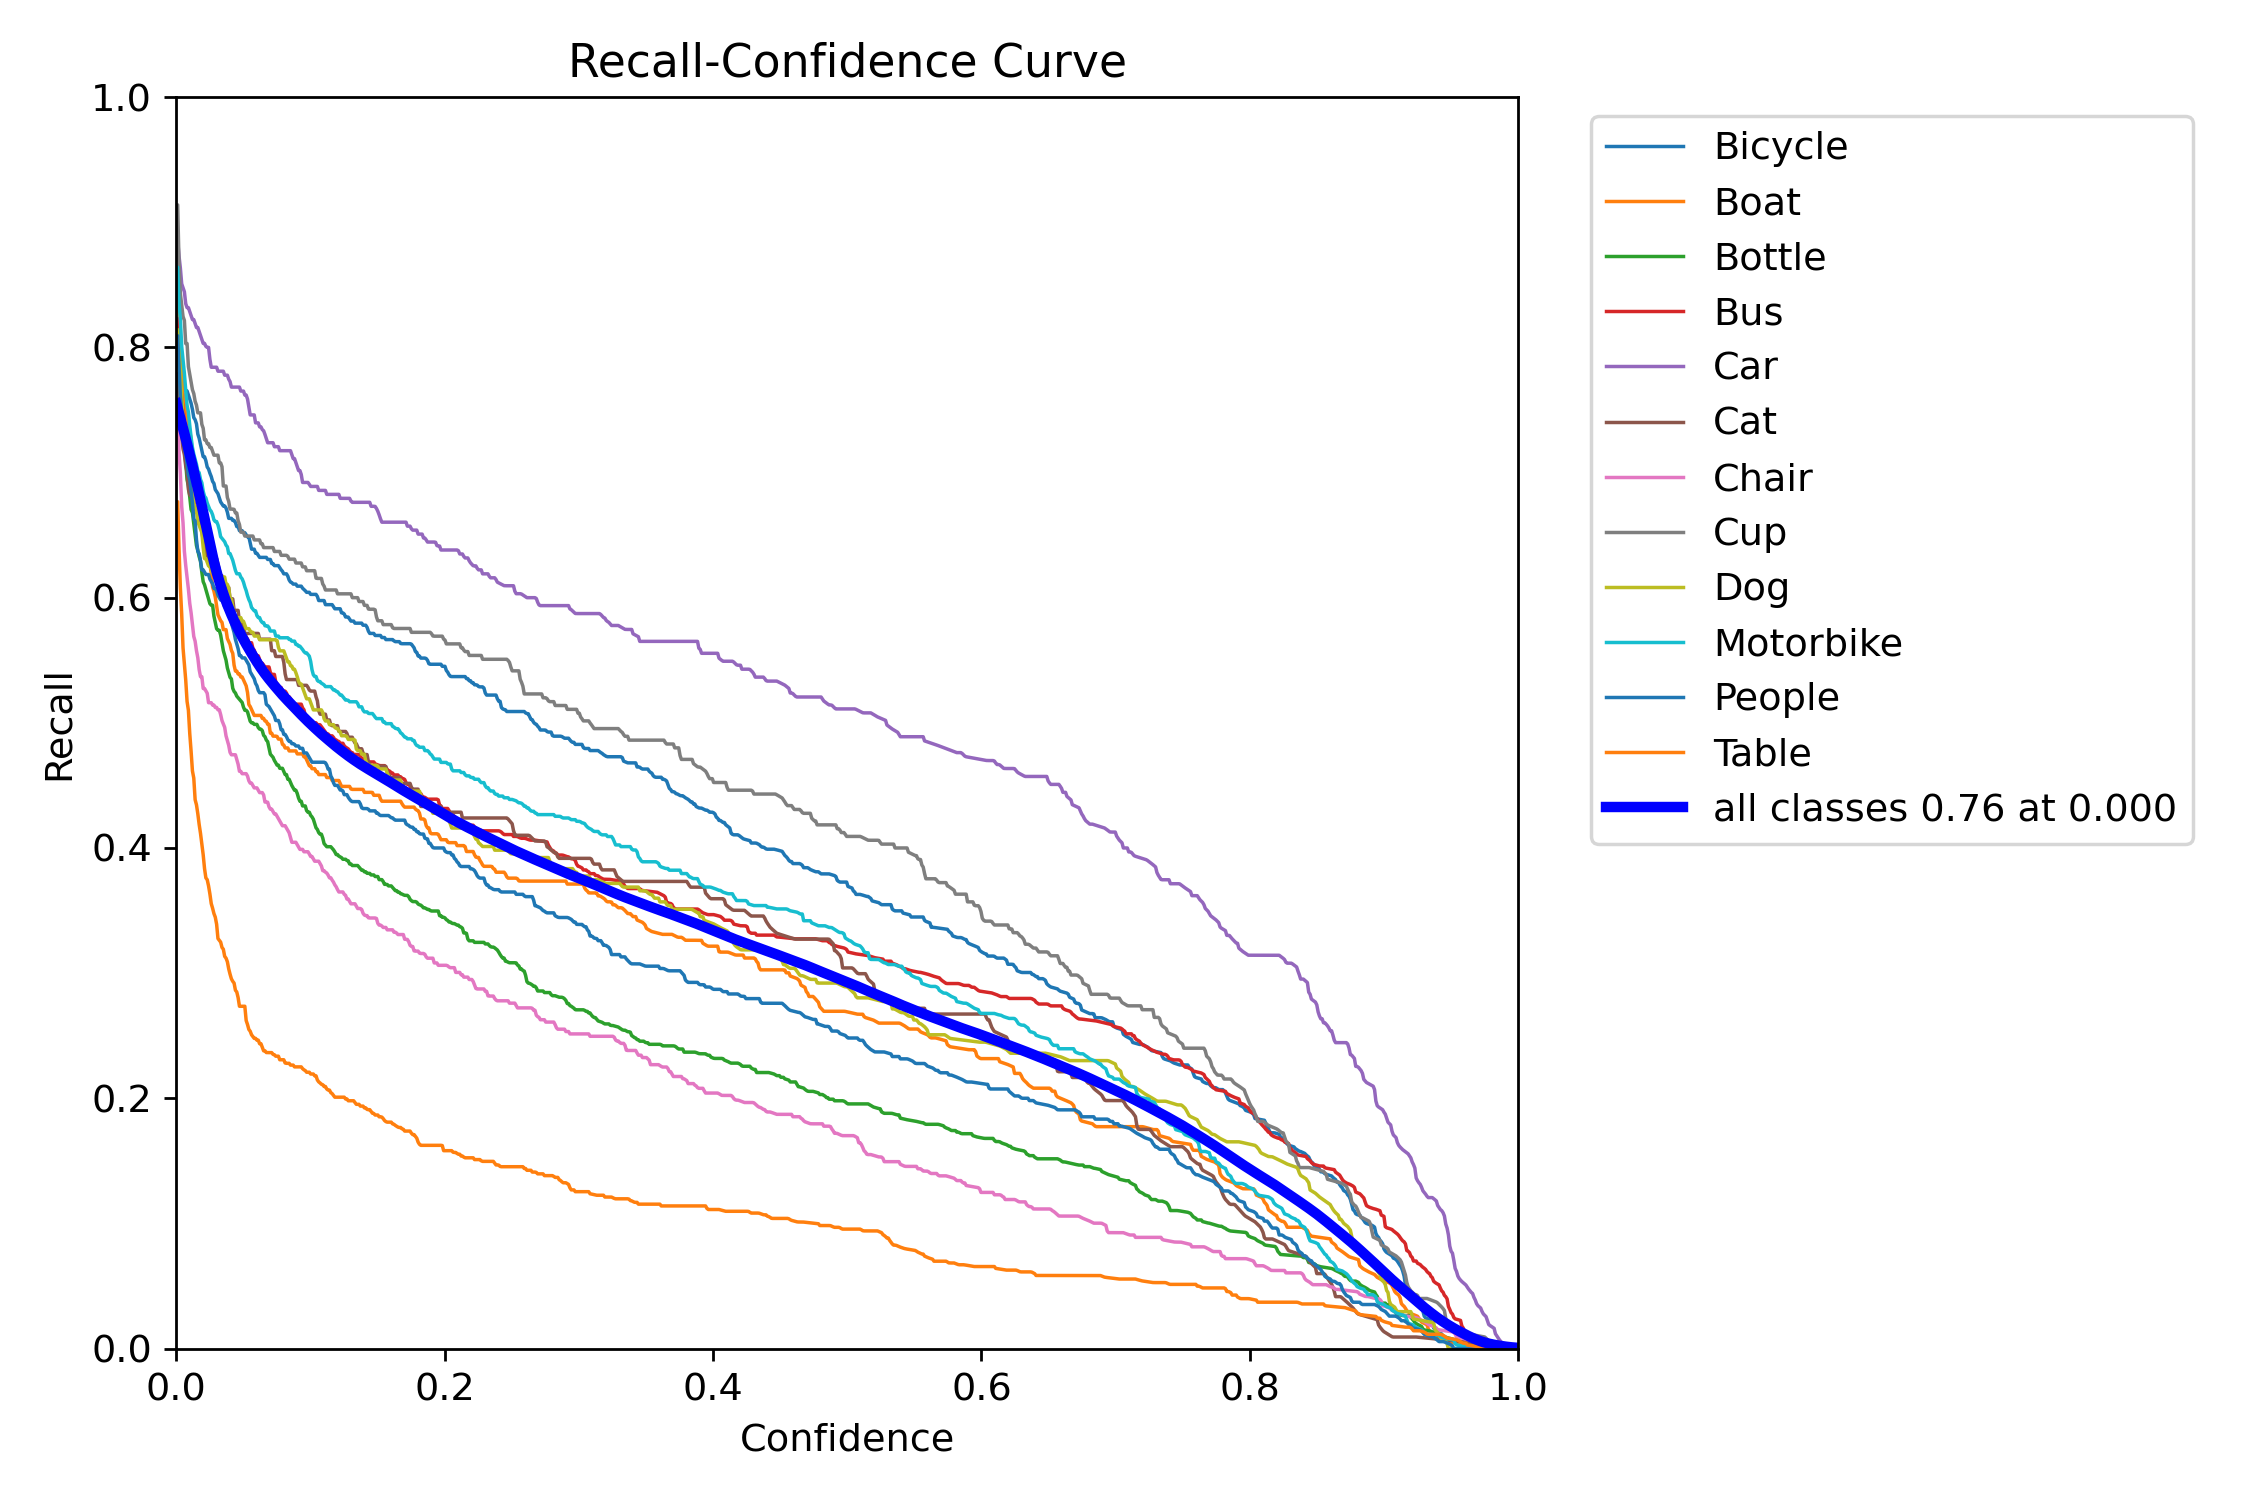 Recall-Confidence Curve
1.0
0.8
0.6
0.4
0.2
0.0
Recall
0.0 0.2 0.4 0.6 0.8 1.0
Confidence
Bicycle
Boat
Bottle
Bus
Car
Cat
Chair
Cup
Dog
Motorbike
People
Table
all classes 0.76 at 0.000